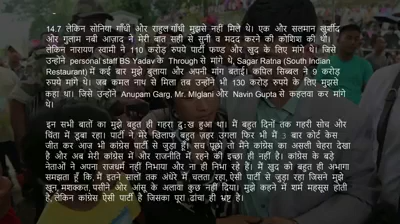 14.7 लेकिन सोनिया गाँधी और राहुल गाँधी मुझसे नहीं मिले थे। एक और सलमान खुर्शीद
और गुलाम नबी आजाद ने मेरी बात सही से सुनी व मदद करने की कोशिश की थी।
लेकिन नारायण स्वामी ने 110 करोड़ रुपये पार्टी फण्ड और खुद के लिए मांगे थे। जिसे
उन्होंने personal staff BS Yadav के Through से मांगे थे, Sagar Ratna (South Indian
Restaurant) में कई बार मुझे बुताया और अपनी मांग बताई। कपिल सिब्बल ने 9 करोड़
रुपये मांगे थे। जब कमल नाथ से मिला तब उन्होंने भी 130 करोड़ रुपये के लिए मुझसे
कहा था। जिसे उन्होंने Anupam Garg, Mr. Miglani और Navin Gupta से कहलवा कर मांगे
थे।
इन सभी बातों का मुझे बहुत ही गहरा दुःख हुआ था। मैं बहुत दिनों तक गहरी सोच और
चिंता में डूबा रहा। पार्टी ने मेरे खिलाफ बहुत ज़हर उगला फिर भी मैं 3 बार कोर्ट केस
जीत कर आज भी कांग्रेस पार्टी से जुड़ा हूँ। सच पूछो तो मैंने कांग्रेस का असली चेहरा देखा
है और अब मेरी कांग्रेस में और राजनीति में रहने की इच्छा ही नहीं है। कांग्रेस के बड़े
नेताओं ने अपना राजधर्म नहीं निभाया और ना ही निभा रहे हैं। मैं खुद को बहुत ही अभागा
समझता हूँ कि, मैं इतने सालों तक अंधेरे में चलता रहा, ऐसी पार्टी से जुड़ा रहा जिसने मुझे
खून, मशक्कत, पसीने और आंसू के अलावा कुछ नहीं दिया। मुझे कहने में शर्म महसूस होती
है, लेकिन कांग्रेस ऐसी पार्टी है जिसका पूरा ढांचा ही भ्रष्ट है।